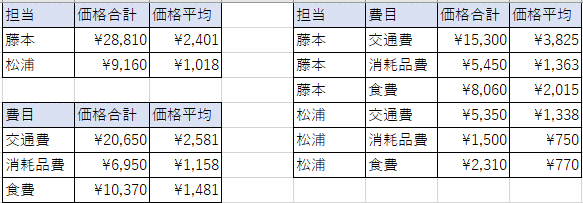 担当 価格合計 価格平均
藤本 ¥28,810 ¥2,401
松浦 ¥9,160 ¥1,018
費目 価格合計 価格平均
交通費 ¥20,650 ¥2,581
消耗品費 ¥6,950 ¥1,158
食費 ¥10,370 ¥1,481
担当 費目 価格合計 価格平均
藤本 交通費 ¥15,300 ¥3,825
藤本 消耗品費 ¥5,450 ¥1,363
藤本 食費 ¥8,060 ¥2,015
松浦 交通費 ¥5,350 ¥1,338
松浦 消耗品費 ¥1,500 ¥750
松浦 食費 ¥2,310 ¥770